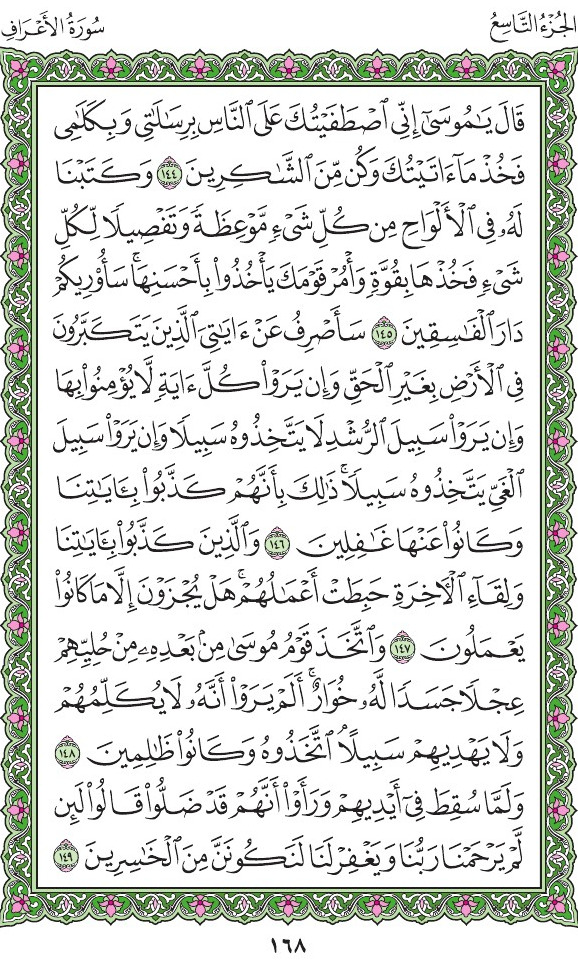 الجُزْءُ التَّاسِعُ
سُورَةُ الأَعْرَافِ
قَالَ يَٰمُوسَىٰٓ إِنِّى ٱصْطَفَيْتُكَ عَلَى ٱلنَّاسِ بِرِسَٰلَٰتِى وَبِكَلَٰمِى
فَخُذْ مَآ ءَاتَيْتُكَ وَكُن مِّنَ ٱلشَّٰكِرِينَ ١٤٤ وَكَتَبْنَا
لَهُۥ فِى ٱلْأَلْوَاحِ مِن كُلِّ شَىْءٍ مَّوْعِظَةً وَتَفْصِيلًا لِّكُلِّ
شَىْءٍ فَخُذْهَا بِقُوَّةٍ وَأْمُرْ قَوْمَكَ يَأْخُذُوا۟ بِأَحْسَنِهَا ۚ سَأُو۟رِيكُمْ
دَارَ ٱلْفَٰسِقِينَ ١٤٥ سَأَصْرِفُ عَنْ ءَايَٰتِىَ ٱلَّذِينَ يَتَكَبَّرُونَ
فِى ٱلْأَرْضِ بِغَيْرِ ٱلْحَقِّ وَإِن يَرَوْا۟ كُلَّ ءَايَةٍ لَّا يُؤْمِنُوا۟ بِهَا
وَإِن يَرَوْا۟ سَبِيلَ ٱلرُّشْدِ لَا يَتَّخِذُوهُ سَبِيلًا وَإِن يَرَوْا۟ سَبِيلَ
ٱلْغَىِّ يَتَّخِذُوهُ سَبِيلًا ۚ ذَٰلِكَ بِأَنَّهُمْ كَذَّبُوا۟ بِـَٔايَٰتِنَا
وَكَانُوا۟ عَنْهَا غَٰفِلِينَ ١٤٦ وَٱلَّذِينَ كَذَّبُوا۟ بِـَٔايَٰتِنَا
وَلِقَآءِ ٱلْءَاخِرَةِ حَبِطَتْ أَعْمَٰلُهُمْ ۚ هَلْ يُجْزَوْنَ إِلَّا مَا كَانُوا۟
يَعْمَلُونَ ١٤٧ وَٱتَّخَذَ قَوْمُ مُوسَىٰ مِنۢ بَعْدِهِۦ مِنْ حُلِيِّهِمْ
عِجْلًا جَسَدًا لَّهُۥ خُوَارٌ ۚ أَلَمْ يَرَوْا۟ أَنَّهُۥ لَا يُكَلِّمُهُمْ
وَلَا يَهْدِيهِمْ سَبِيلًا ۘ ٱتَّخَذُوهُ وَكَانُوا۟ ظَٰلِمِينَ ١٤٨
وَلَمَّا سُقِطَ فِىٓ أَيْدِيهِمْ وَرَأَوْا۟ أَنَّهُمْ قَدْ ضَلُّوا۟ قَالُوا۟ لَئِن
لَّمْ يَرْحَمْنَا رَبُّنَا وَيَغْفِرْ لَنَا لَنَكُونَنَّ مِنَ ٱلْخَٰسِرِينَ ١٤٩
١٦٨